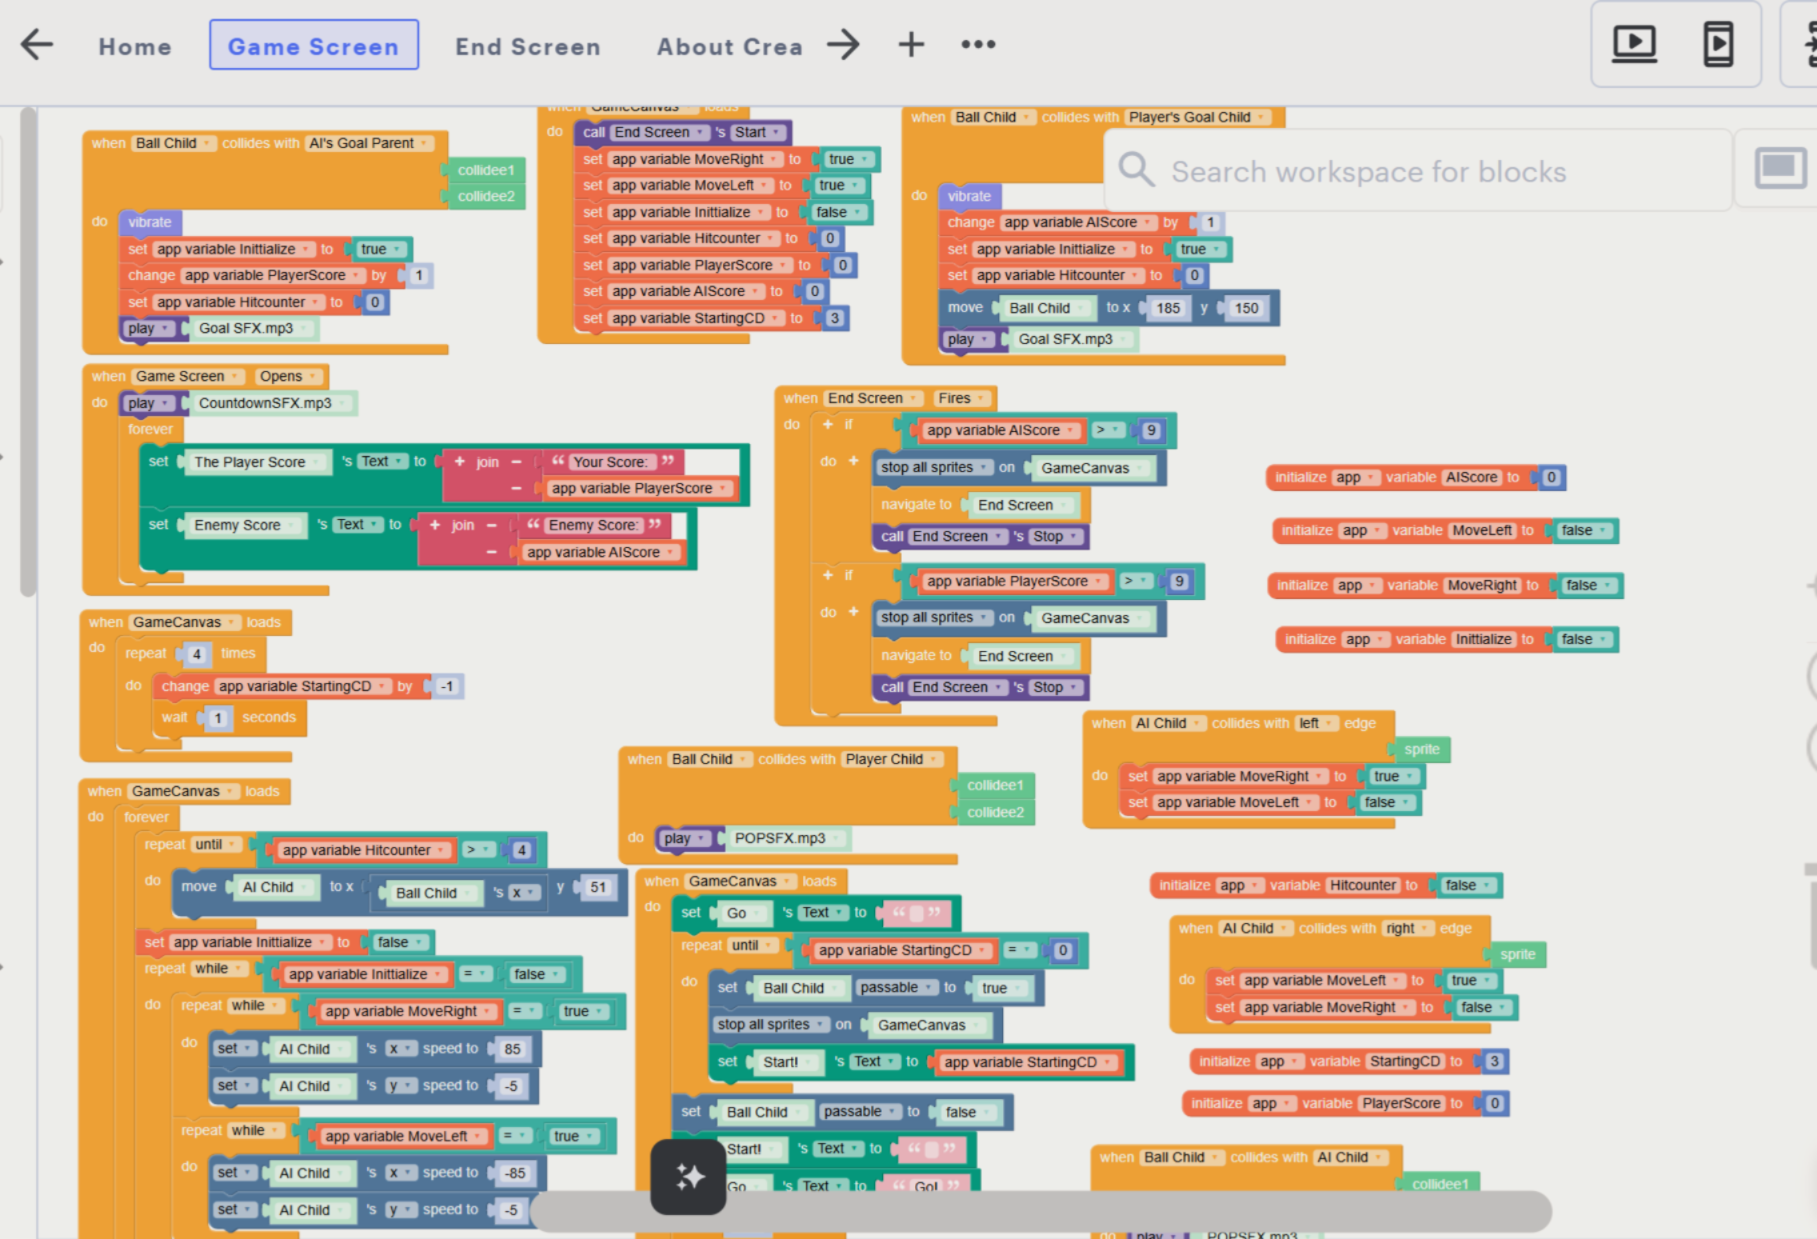 Home Game Screen End Screen About Crea
Search workspace for blocks
when Ball Child collides with AI's Goal Parent
collidee1
collidee2
do vibrate
set app variable Inittialize to true
change app variable PlayerScore by 1
set app variable Hitcounter to 0
play Goal SFX.mp3
when GameCanvas loads
do call End Screen 's Start
set app variable MoveRight to true
set app variable MoveLeft to true
set app variable Inittialize to false
set app variable Hitcounter to 0
set app variable PlayerScore to 0
set app variable AIScore to 0
set app variable StartingCD to 3
when Ball Child collides with Player's Goal Child
do vibrate
change app variable AIScore by 1
set app variable Inittialize to true
set app variable Hitcounter to 0
move Ball Child to x 185 y 150
play Goal SFX.mp3
when Game Screen Opens
do play CountdownSFX.mp3
forever
set The Player Score 's Text to + join − “ Your Score: ”
− app variable PlayerScore
set Enemy Score 's Text to + join − “ Enemy Score: ”
− app variable AIScore
when End Screen Fires
do + if app variable AIScore > 9
do + stop all sprites on GameCanvas
navigate to End Screen
call End Screen 's Stop
+ if app variable PlayerScore > 9
do + stop all sprites on GameCanvas
navigate to End Screen
call End Screen 's Stop
initialize app variable AIScore to 0
initialize app variable MoveLeft to false
initialize app variable MoveRight to false
initialize app variable Inittialize to false
when GameCanvas loads
do repeat 4 times
do change app variable StartingCD by -1
wait 1 seconds
when AI Child collides with left edge
sprite
do set app variable MoveRight to true
set app variable MoveLeft to false
when Ball Child collides with Player Child
collidee1
collidee2
do play POPSFX.mp3
when GameCanvas loads
do forever
repeat until app variable Hitcounter > 4
do move AI Child to x Ball Child 's x y 51
set app variable Inittialize to false
repeat while app variable Inittialize = false
do repeat while app variable MoveRight = true
do set AI Child 's x speed to 85
set AI Child 's y speed to -5
repeat while app variable MoveLeft = true
do set AI Child 's x speed to -85
set AI Child 's y speed to -5
when GameCanvas loads
do set Go 's Text to “ ”
repeat until app variable StartingCD = 0
do set Ball Child passable to true
stop all sprites on GameCanvas
set Start! 's Text to app variable StartingCD
set Ball Child passable to false
Start! 's Text to “ ”
Go 's Text to “ Go! ”
initialize app variable Hitcounter to false
when AI Child collides with right edge
sprite
do set app variable MoveLeft to true
set app variable MoveRight to false
initialize app variable StartingCD to 3
initialize app variable PlayerScore to 0
when Ball Child collides with AI Child
collidee1
do play POPSFX.mp3